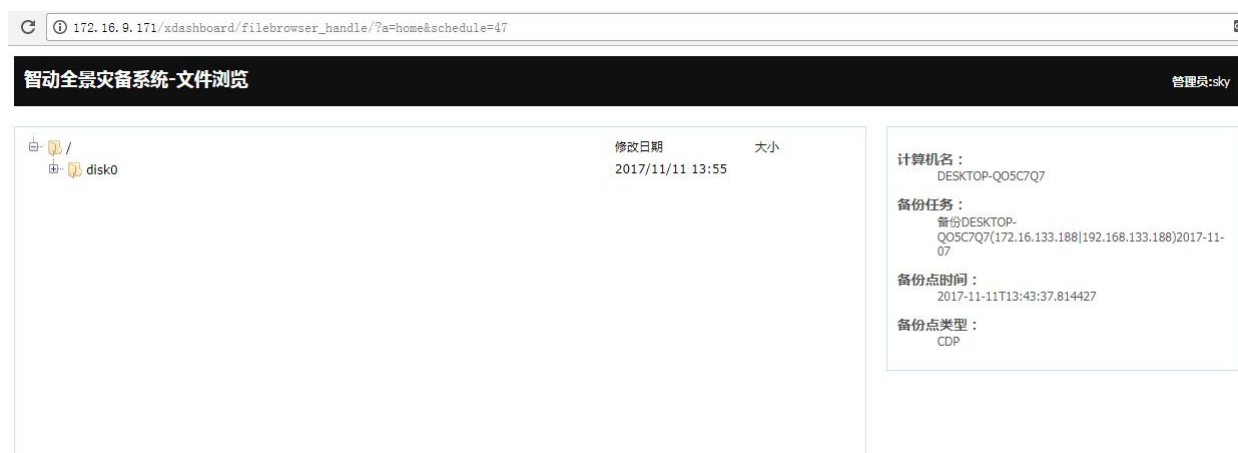 172.16.9.171/xdashboard/filebrowser_handle/?a=home&schedule=47
智动全景灾备系统-文件浏览
管理员:sky
/
修改日期 大小
disk0 2017/11/11 13:55
计算机名：
DESKTOP-QO5C7Q7
备份任务：
备份DESKTOP-
QO5C7Q7(172.16.133.188|192.168.133.188)2017-11-
07
备份点时间：
2017-11-11T13:43:37.814427
备份点类型：
CDP